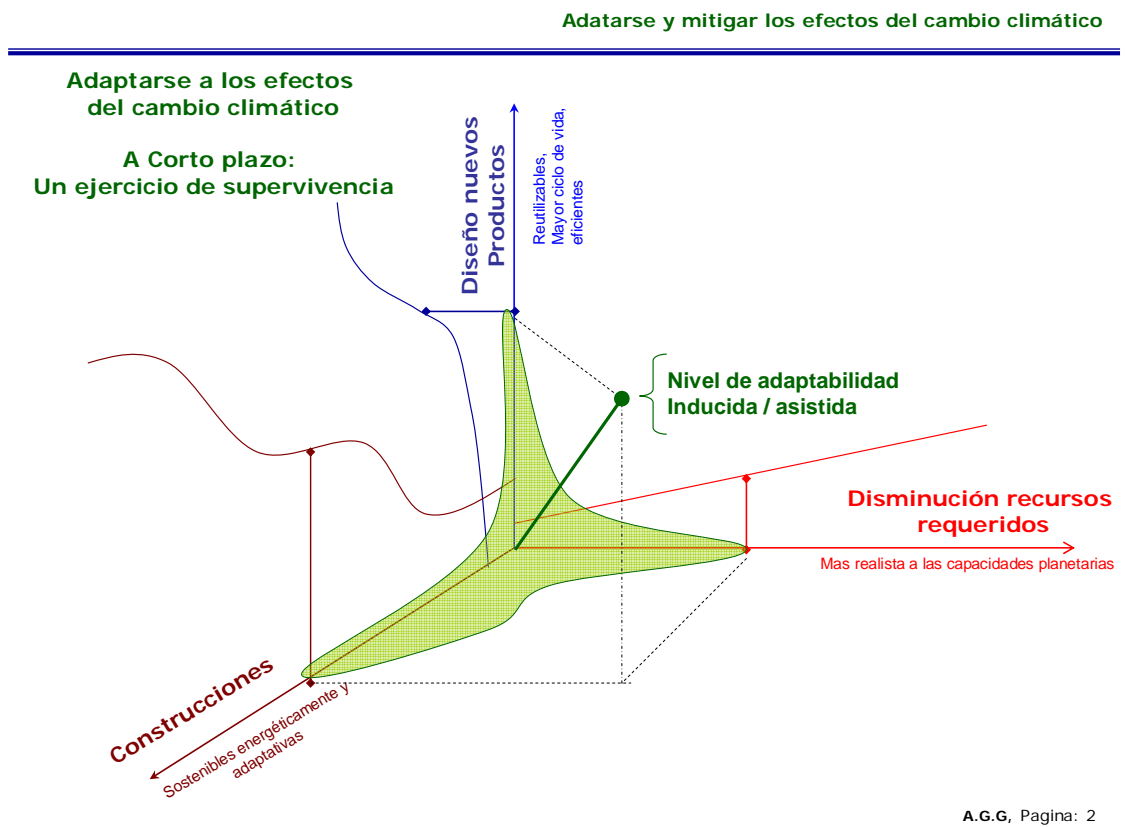 Adatarse y mitigar los efectos del cambio climático
Adaptarse a los efectos
del cambio climático
A Corto plazo:
Un ejercicio de supervivencia
Diseño nuevos
Productos
Reutilizables,
Mayor ciclo de vida,
eficientes
Nivel de adaptabilidad
Inducida / asistida
Disminución recursos
requeridos
Mas realista a las capacidades planetarias
Construcciones
Sostenibles energéticamente y
adaptativas
A.G.G, Pagina: 2